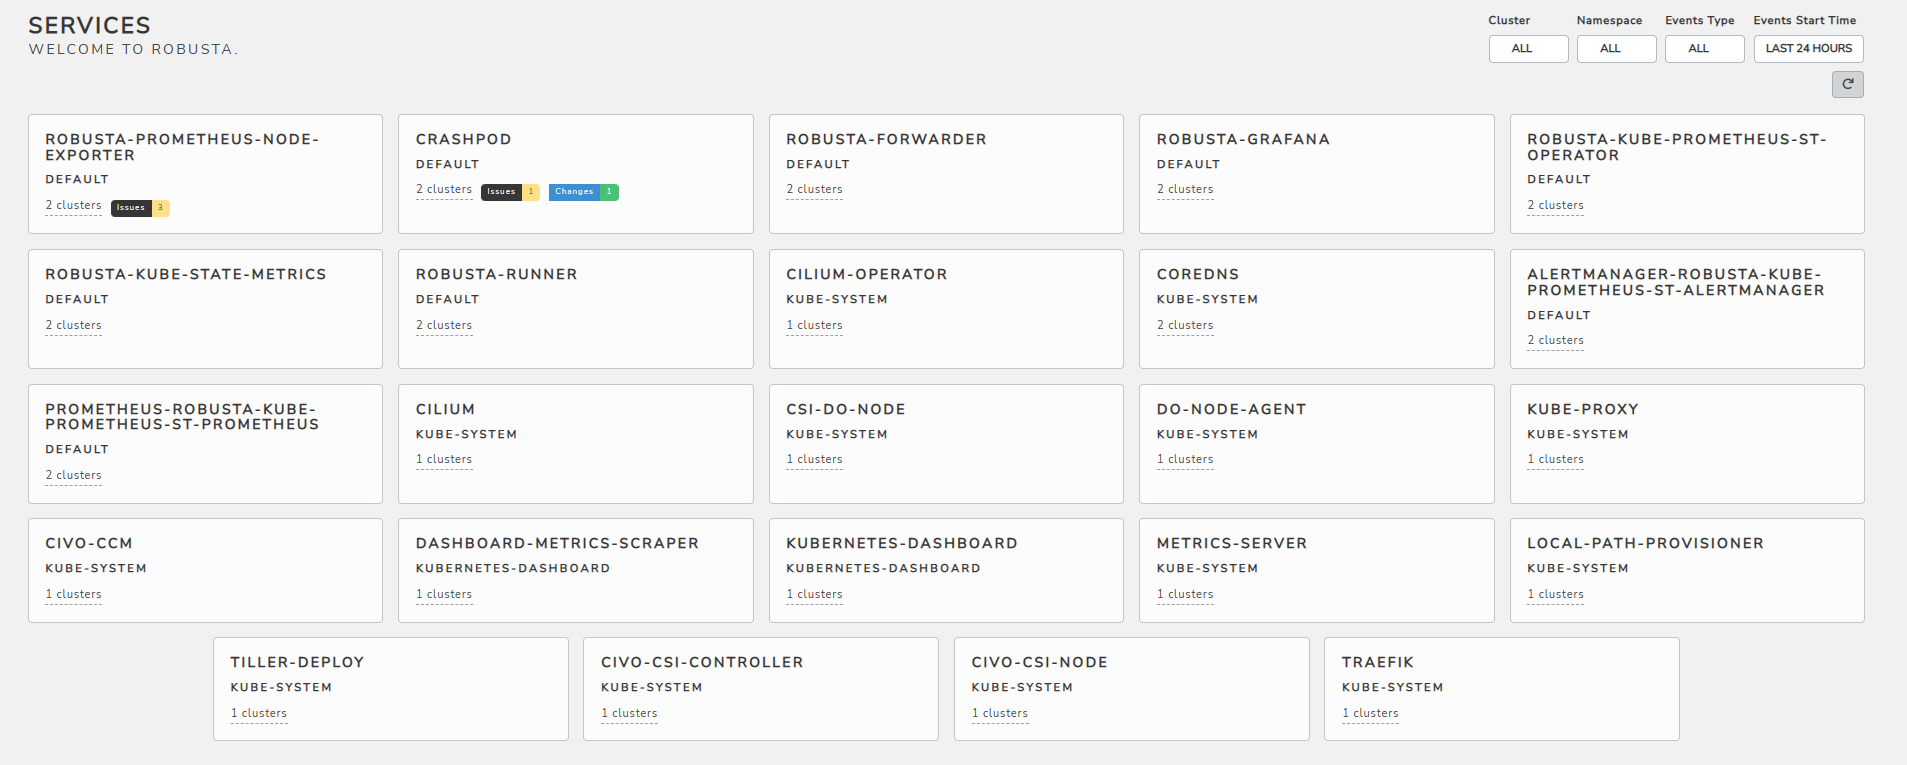 SERVICES
WELCOME TO ROBUSTA.
Cluster Namespace Events Type Events Start Time
ALL ALL ALL LAST 24 HOURS
ROBUSTA-PROMETHEUS-NODE-
EXPORTER
DEFAULT
2 clusters Issues 3
CRASHPOD
DEFAULT
2 clusters Issues 1 Changes 1
ROBUSTA-FORWARDER
DEFAULT
2 clusters
ROBUSTA-GRAFANA
DEFAULT
2 clusters
ROBUSTA-KUBE-PROMETHEUS-ST-
OPERATOR
DEFAULT
2 clusters
ROBUSTA-KUBE-STATE-METRICS
DEFAULT
2 clusters
ROBUSTA-RUNNER
DEFAULT
2 clusters
CILIUM-OPERATOR
KUBE-SYSTEM
1 clusters
COREDNS
KUBE-SYSTEM
2 clusters
ALERTMANAGER-ROBUSTA-KUBE-
PROMETHEUS-ST-ALERTMANAGER
DEFAULT
2 clusters
PROMETHEUS-ROBUSTA-KUBE-
PROMETHEUS-ST-PROMETHEUS
DEFAULT
2 clusters
CILIUM
KUBE-SYSTEM
1 clusters
CSI-DO-NODE
KUBE-SYSTEM
1 clusters
DO-NODE-AGENT
KUBE-SYSTEM
1 clusters
KUBE-PROXY
KUBE-SYSTEM
1 clusters
CIVO-CCM
KUBE-SYSTEM
1 clusters
DASHBOARD-METRICS-SCRAPER
KUBERNETES-DASHBOARD
1 clusters
KUBERNETES-DASHBOARD
KUBERNETES-DASHBOARD
1 clusters
METRICS-SERVER
KUBE-SYSTEM
1 clusters
LOCAL-PATH-PROVISIONER
KUBE-SYSTEM
1 clusters
TILLER-DEPLOY
KUBE-SYSTEM
1 clusters
CIVO-CSI-CONTROLLER
KUBE-SYSTEM
1 clusters
CIVO-CSI-NODE
KUBE-SYSTEM
1 clusters
TRAEFIK
KUBE-SYSTEM
1 clusters